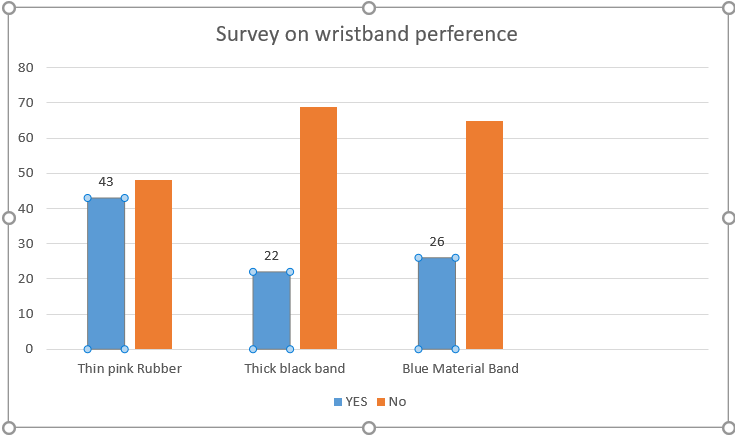 Survey on wristband perference
80
70
60
50
40
30
20
10
0
43
22
26
Thin pink Rubber
Thick black band
Blue Material Band
YES
No